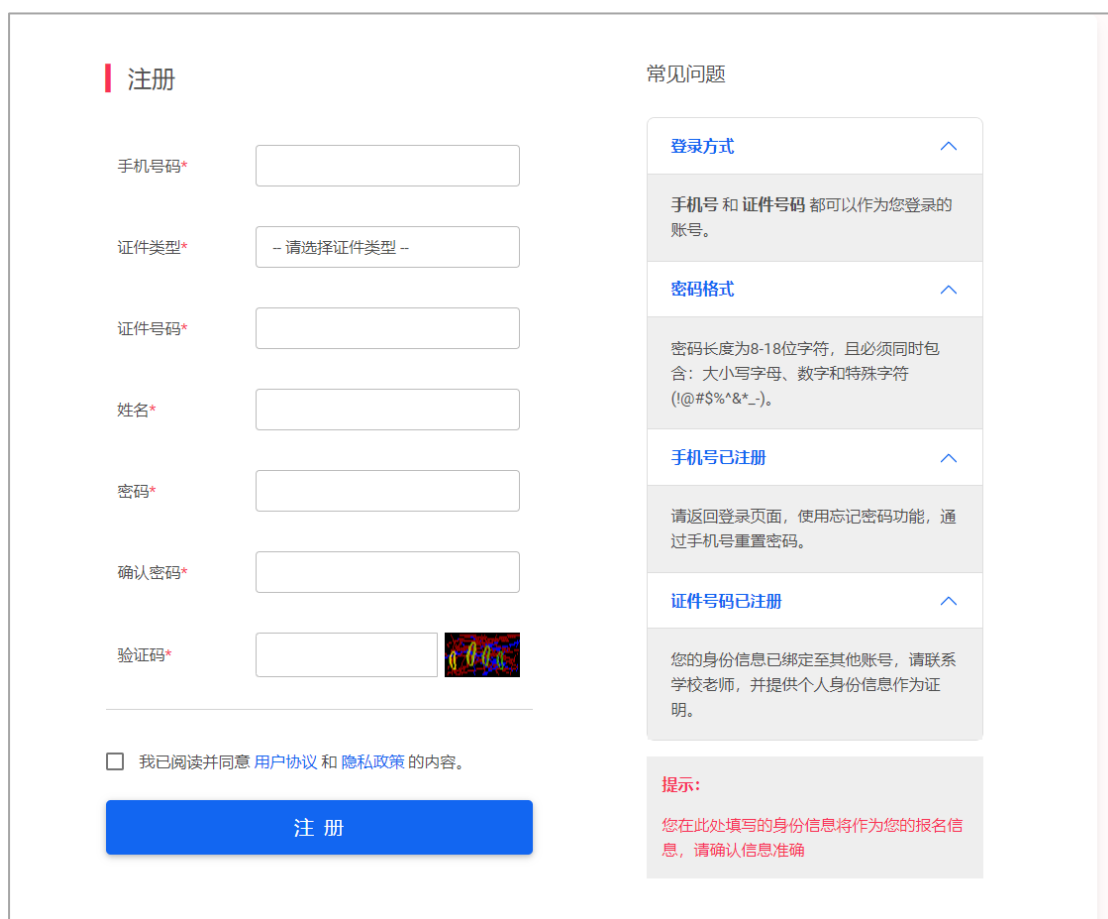 注册
手机号码*
证件类型*
-- 请选择证件类型 --
证件号码*
姓名*
密码*
确认密码*
验证码*
我已阅读并同意 用户协议 和 隐私政策 的内容。
注 册
常见问题
登录方式
手机号 和 证件号码 都可以作为您登录的
账号。
密码格式
密码长度为8-18位字符，且必须同时包
含：大小写字母、数字和特殊字符
(!@#$%^&*_-)。
手机号已注册
请返回登录页面，使用忘记密码功能，通
过手机号重置密码。
证件号码已注册
您的身份信息已绑定至其他账号，请联系
学校老师，并提供个人身份信息作为证
明。
提示：
您在此处填写的身份信息将作为您的报名信
息，请确认信息准确